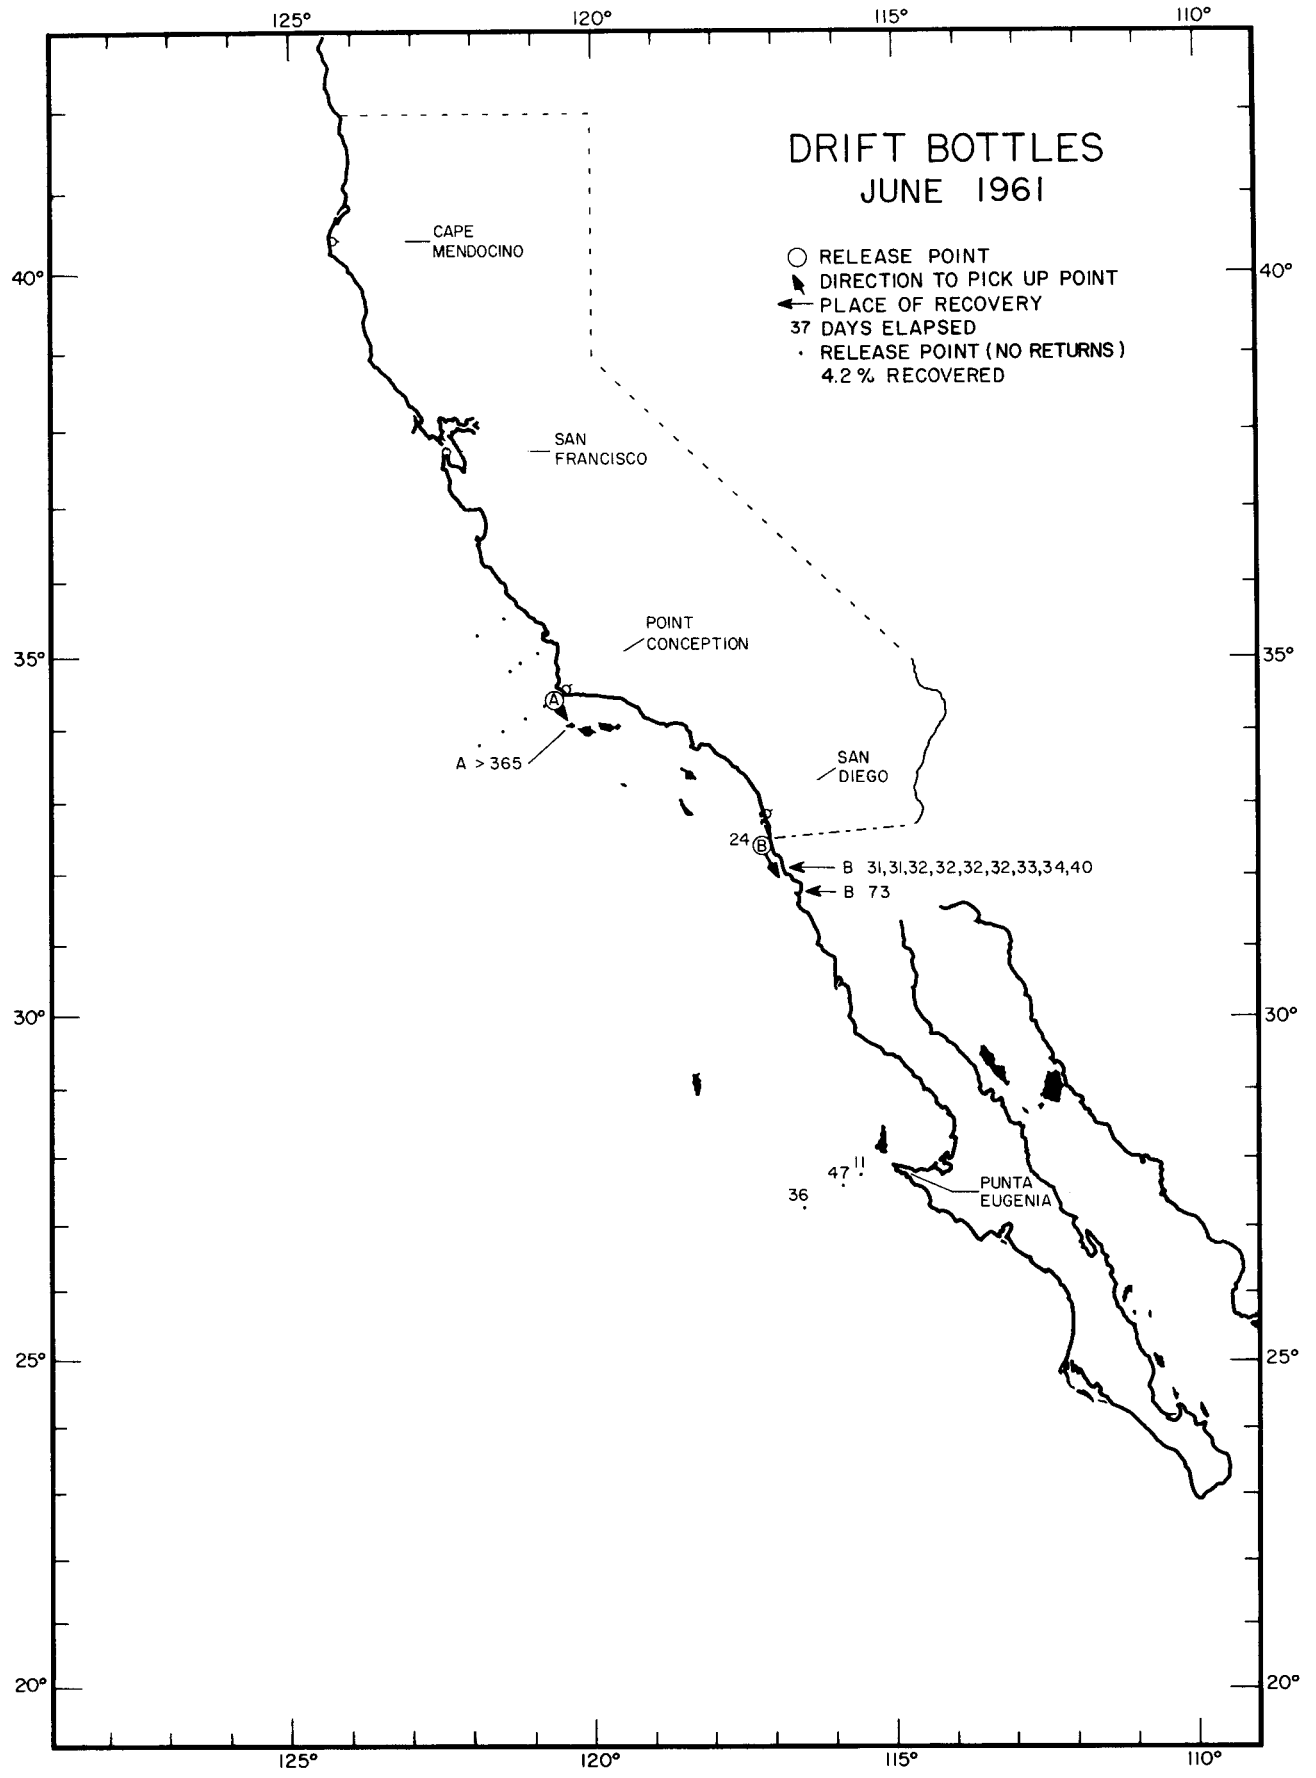 125° 120° 115° 110°
DRIFT BOTTLES
JUNE 1961
RELEASE POINT
DIRECTION TO PICK UP POINT
PLACE OF RECOVERY
37 DAYS ELAPSED
RELEASE POINT (NO RETURNS)
4.2% RECOVERED
CAPE
MENDOCINO
40° 40°
SAN
FRANCISCO
POINT
CONCEPTION
35° 35°
A
A > 365
SAN
DIEGO
24
B
B 31,31,32,32,32,32,33,34,40
B 73
30° 30°
11
47
36
PUNTA
EUGENIA
25° 25°
20° 20°
125° 120° 115° 110°